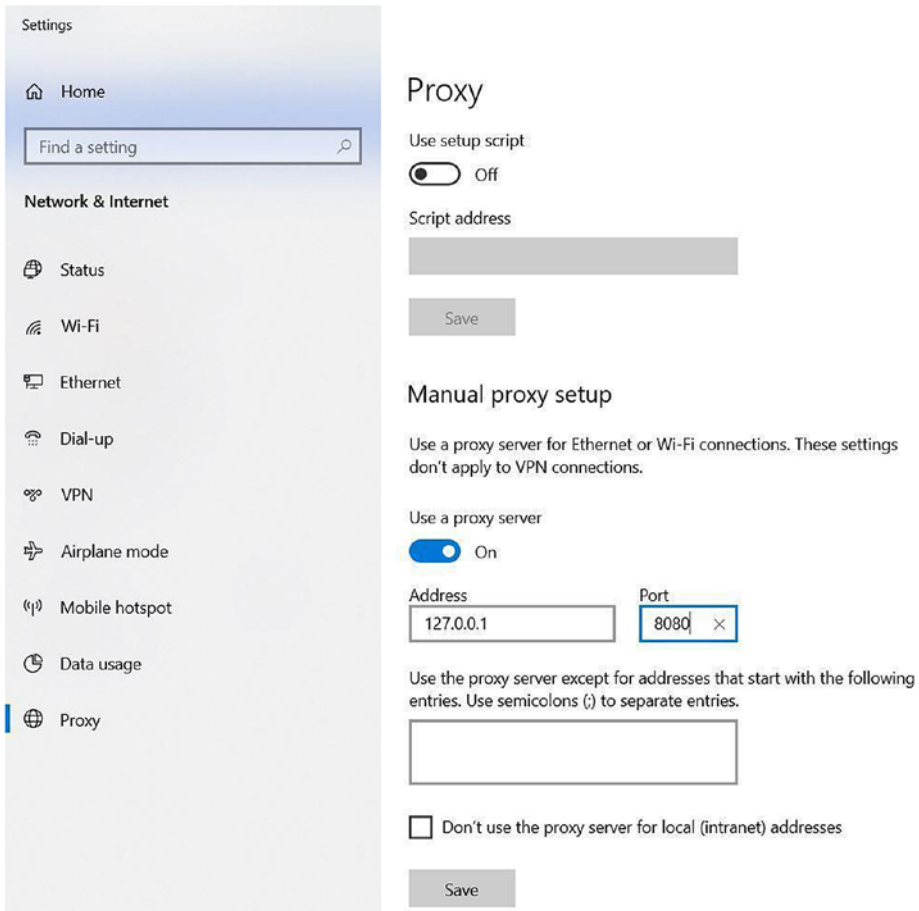 Settings
Home
Find a setting
Network & Internet
Status
Wi-Fi
Ethernet
Dial-up
VPN
Airplane mode
Mobile hotspot
Data usage
Proxy
Proxy
Use setup script
Off
Script address
Save
Manual proxy setup
Use a proxy server for Ethernet or Wi-Fi connections. These settings
don't apply to VPN connections.
Use a proxy server
On
Address Port
127.0.0.1 8080
Use the proxy server except for addresses that start with the following
entries. Use semicolons (;) to separate entries.
Don't use the proxy server for local (intranet) addresses
Save